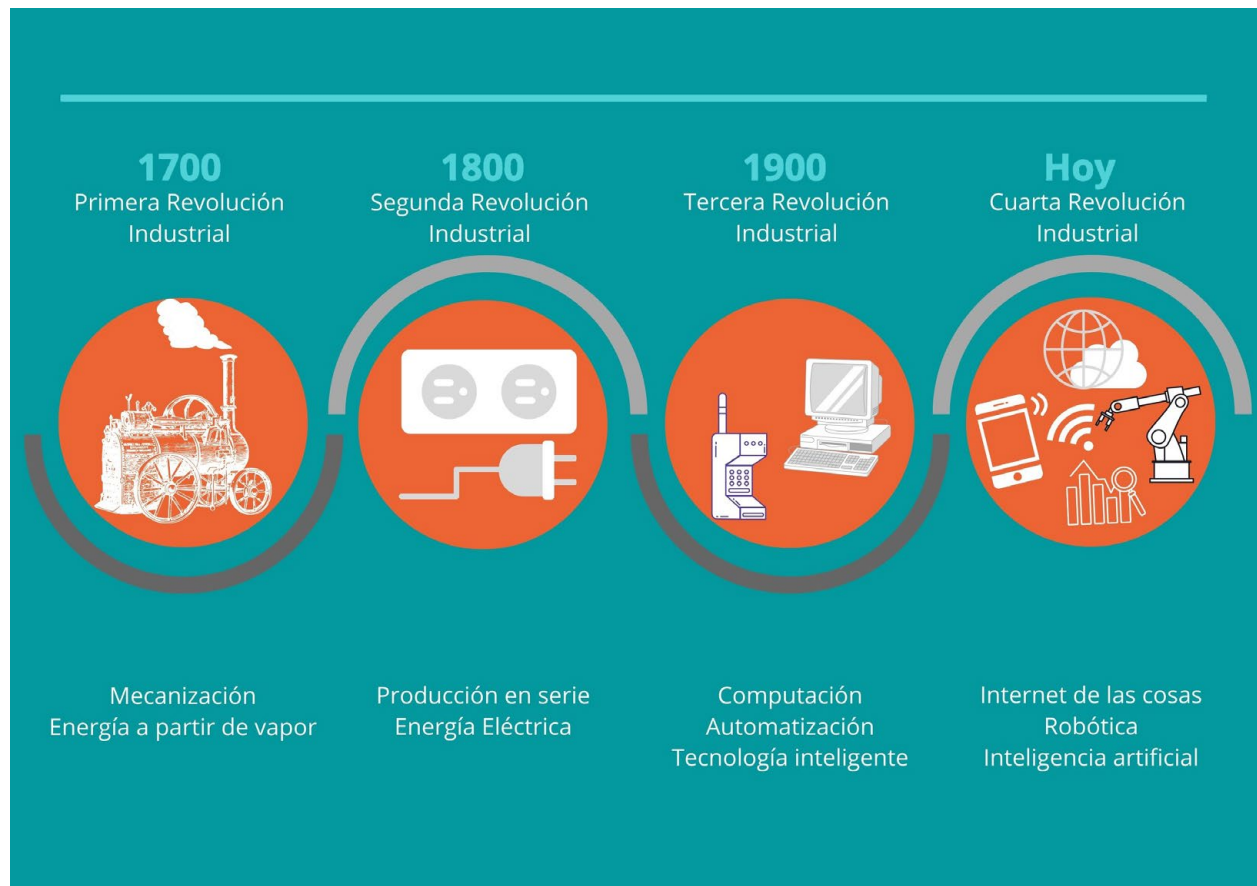 1700
Primera Revolución
Industrial
Mecanización
Energía a partir de vapor
1800
Segunda Revolución
Industrial
Producción en serie
Energía Eléctrica
1900
Tercera Revolución
Industrial
Computación
Automatización
Tecnología inteligente
Hoy
Cuarta Revolución
Industrial
Internet de las cosas
Robótica
Inteligencia artificial